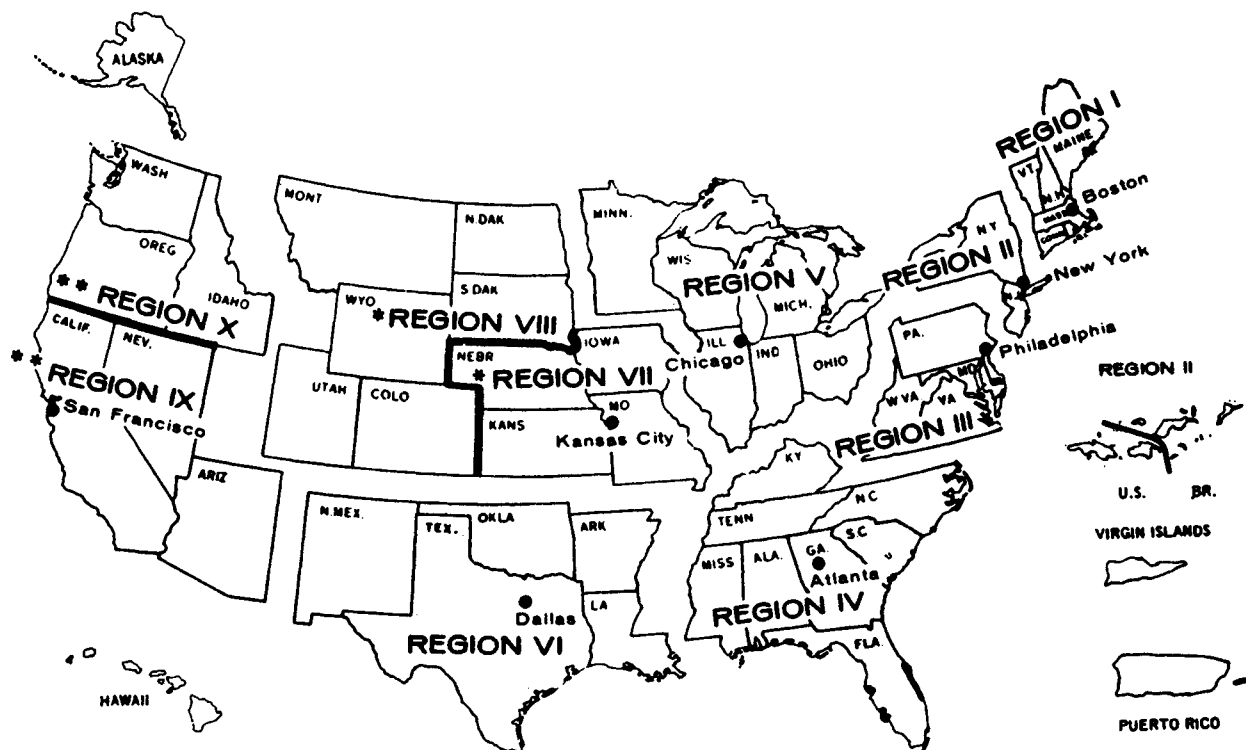 ALASKA
WASH
OREG
IDAHO
** REGION X
CALIF.
NEV.
** REGION IX
San Francisco
ARIZ
UTAH
COLO
MONT
WYO
N.DAK
S.DAK
*REGION VIII
NEBR
* REGION VII
IOWA
KANS
MO
Kansas City
MINN.
WIS
REGION V
MICH.
ILL
Chicago
IND
OHIO
REGION I
MAINE
VT.
N.H.
MASS
CONN
Boston
N.Y
REGION II
New York
PA.
Philadelphia
MD
W VA
VA
REGION III
KY
TENN
N C
S.C
MISS
ALA.
GA.
Atlanta
REGION IV
FLA.
N.MEX.
TEX.
OKLA
ARK
LA
Dallas
REGION VI
HAWAII
REGION II
U.S. BR.
VIRGIN ISLANDS
PUERTO RICO